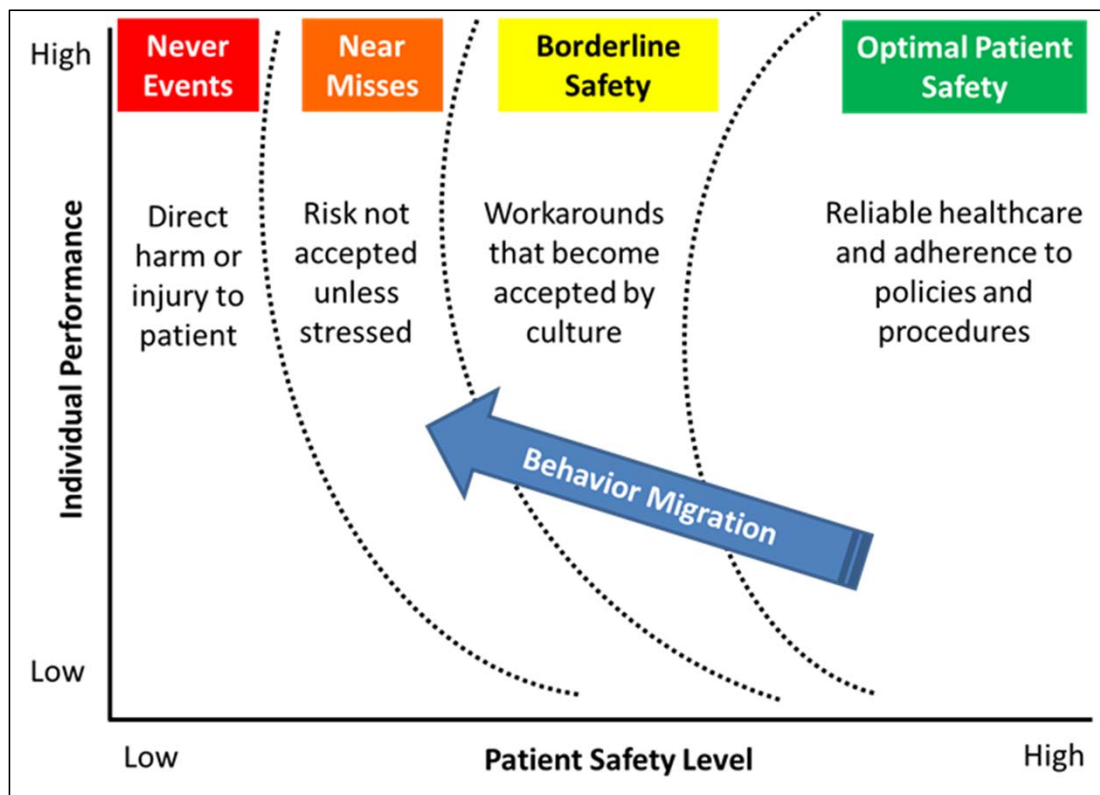 High
Never
Events
Near
Misses
Borderline
Safety
Optimal Patient
Safety
Individual Performance
Direct
harm or
injury to
patient
Risk not
accepted
unless
stressed
Workarounds
that become
accepted by
culture
Reliable healthcare
and adherence to
policies and
procedures
Behavior Migration
Low
Low
Patient Safety Level
High